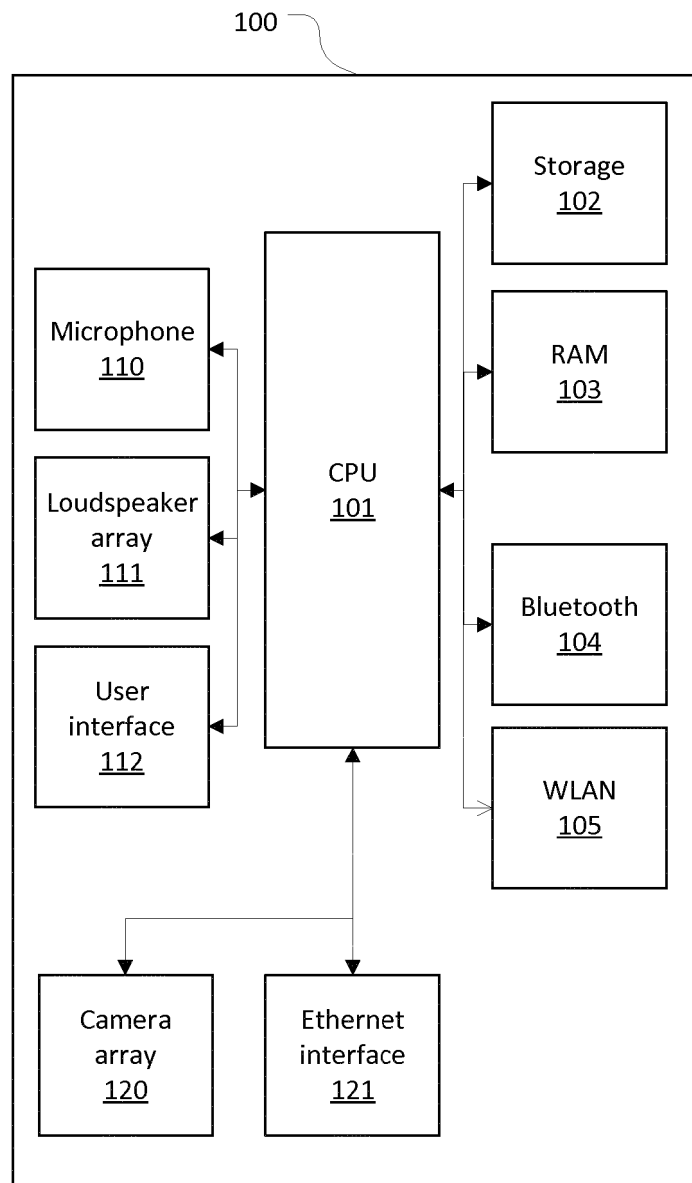 100
Storage
102
Microphone
110
RAM
103
CPU
101
Loudspeaker
array
111
Bluetooth
104
User
interface
112
WLAN
105
Camera
array
120
Ethernet
interface
121